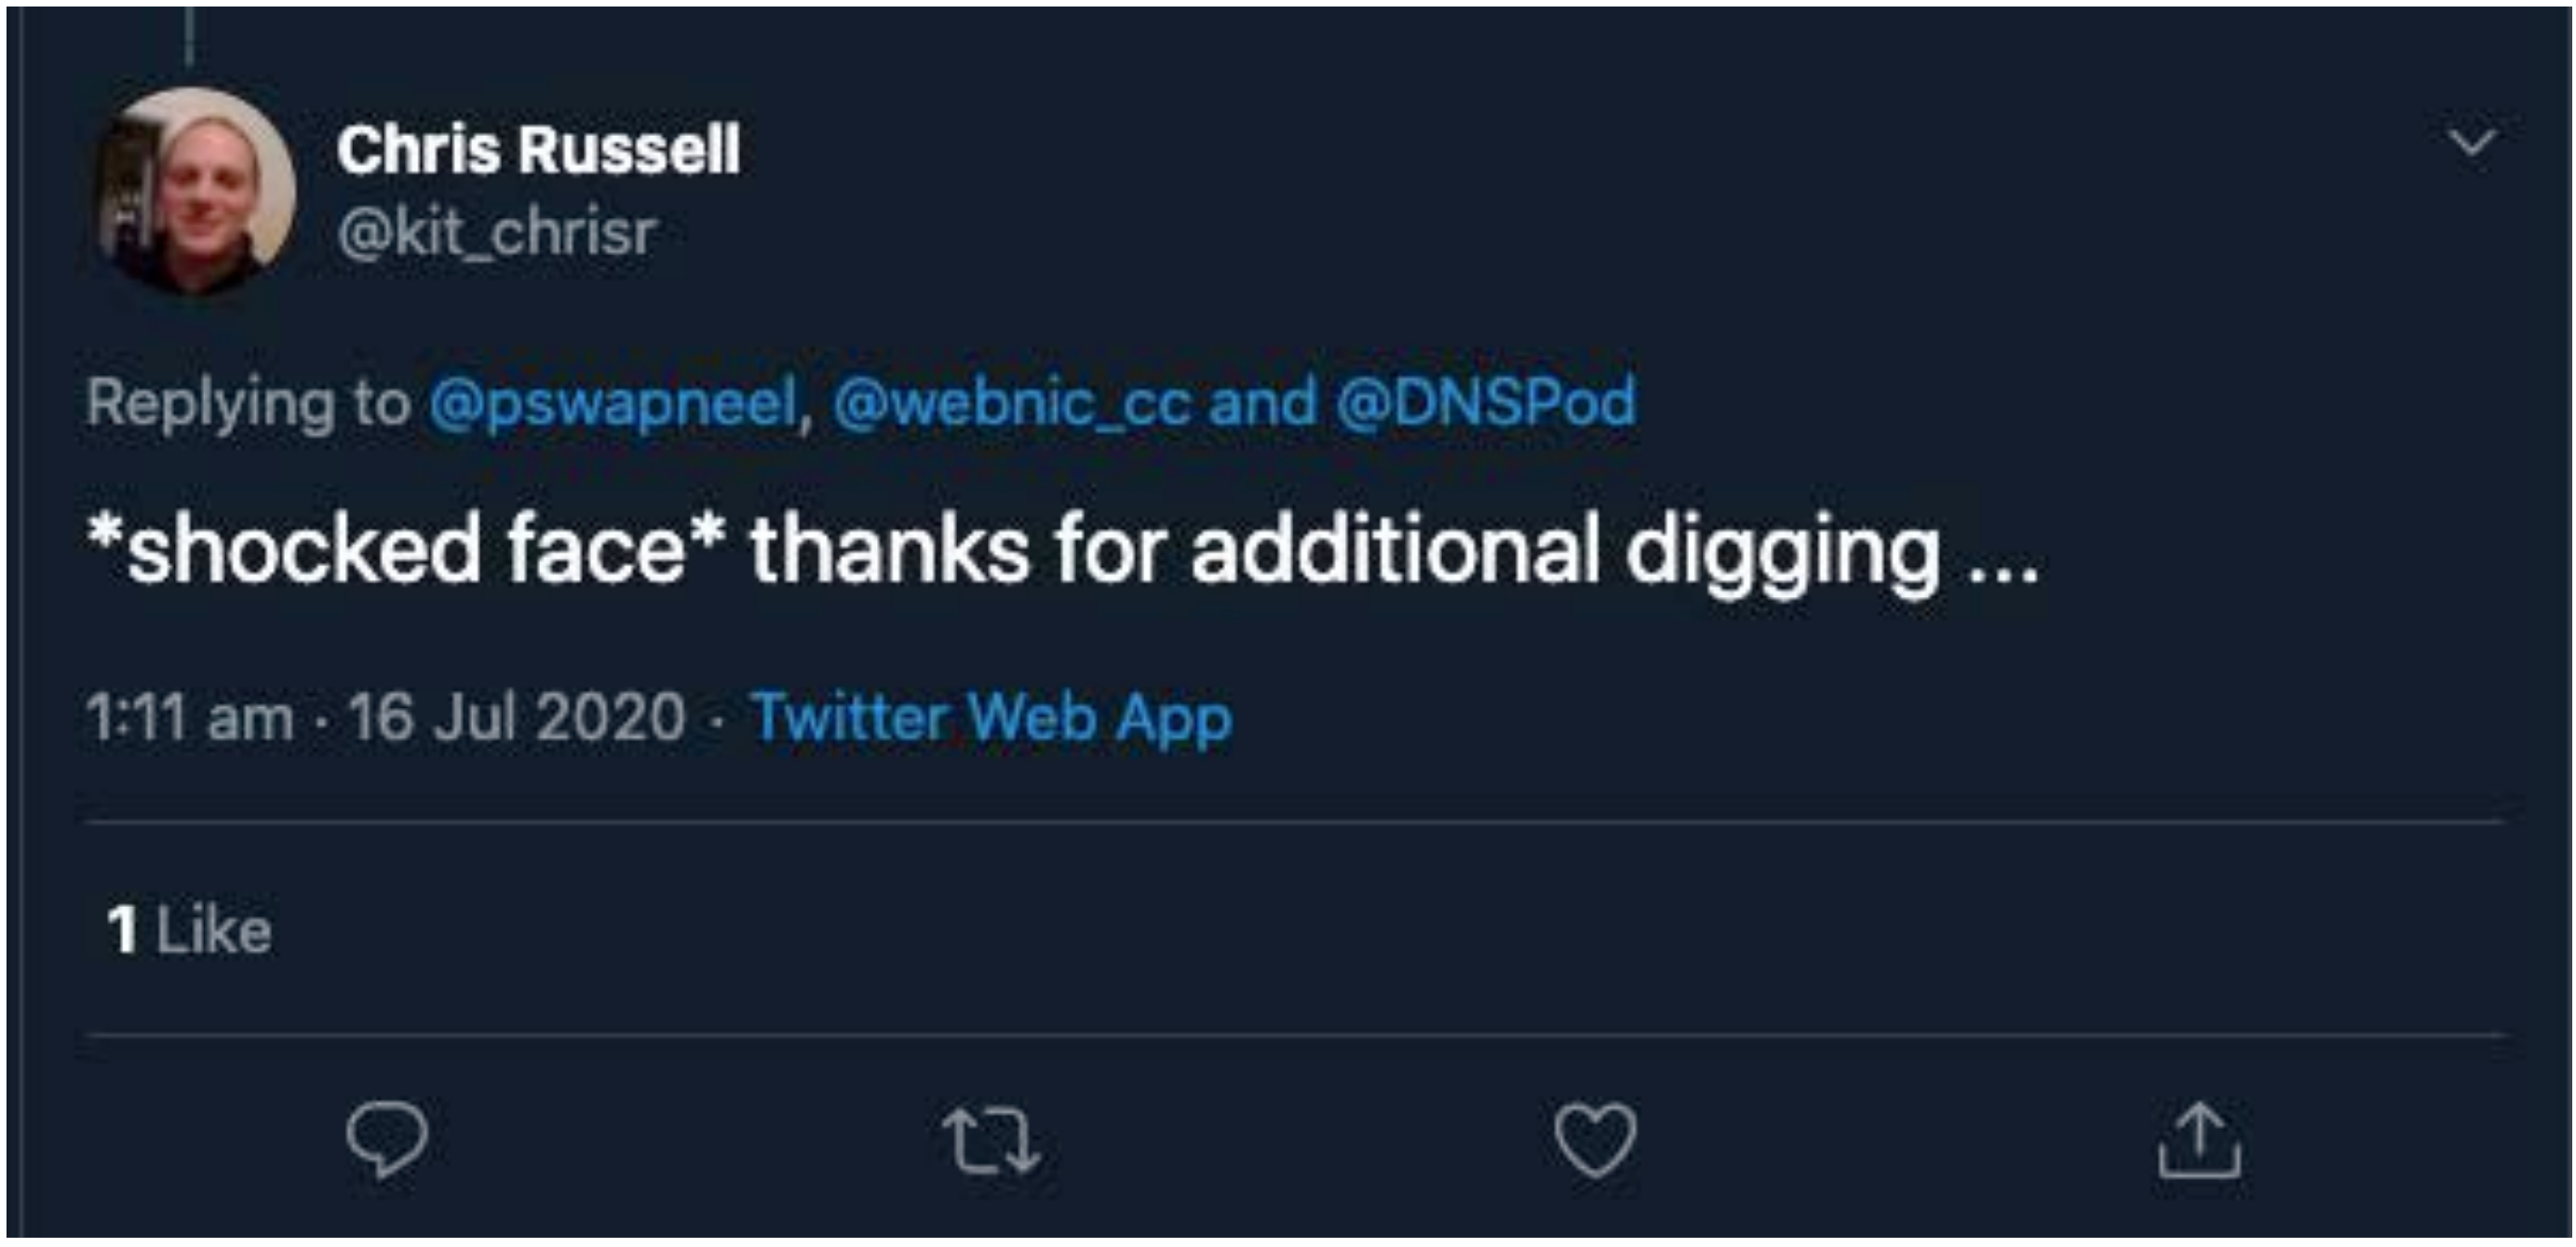 Chris Russell
@kit_chrisr
Replying to @pswapneel, @webnic_cc and @DNSPod
*shocked face* thanks for additional digging ...
1:11 am · 16 Jul 2020 · Twitter Web App
1 Like